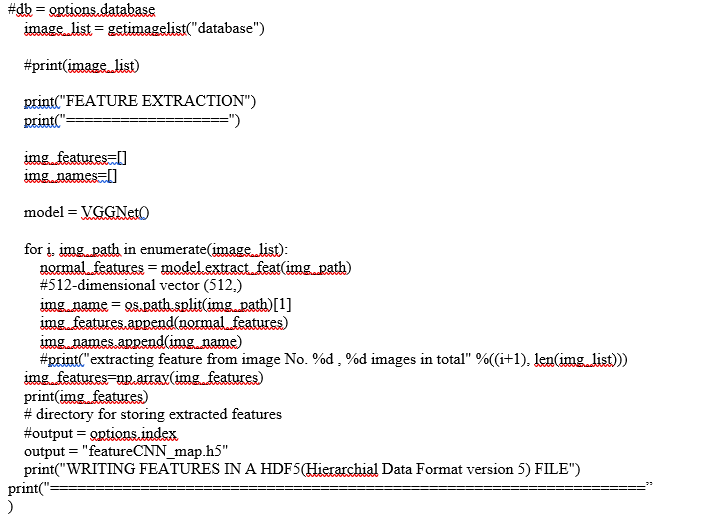 #db = options.database
image_list = getimagelist("database")
#print(image_list)
print("FEATURE EXTRACTION")
print("==================")
img_features=[]
img_names=[]
model = VGGNet()
for i, img_path in enumerate(image_list):
normal_features = model.extract_feat(img_path)
#512-dimensional vector (512,)
img_name = os.path.split(img_path)[1]
img_features.append(normal_features)
img_names.append(img_name)
#print("extracting feature from image No. %d , %d images in total" %((i+1), len(img_list)))
img_features=np.array(img_features)
print(img_features)
# directory for storing extracted features
#output = options.index
output = "featureCNN_map.h5"
print("WRITING FEATURES IN A HDF5(Hierarchial Data Format version 5) FILE")
print("==================================================================”
)